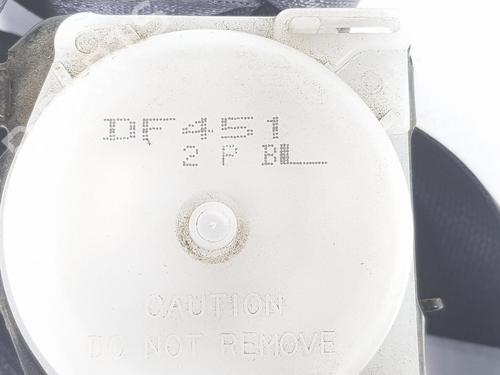 DF451
2 P BL
CAUTION
DO NOT REMOVE